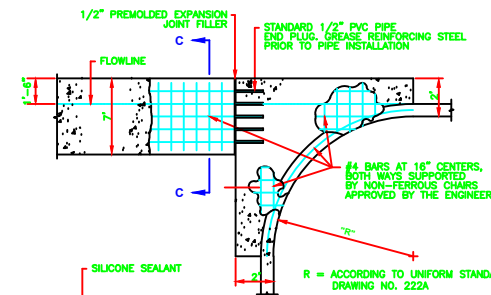 1/2" PREMOLDED EXPANSION
JOINT FILLER
C
STANDARD 1/2" PVC PIPE
END PLUG. GREASE REINFORCING STEEL
PRIOR TO PIPE INSTALLATION
FLOWLINE
1'-6"
7'
2'
#4 BARS AT 16" CENTERS,
BOTH WAYS SUPPORTED
BY NON-FERROUS CHAIRS
APPROVED BY THE ENGINEER
C
"R"
SILICONE SEALANT
2'
R = ACCORDING TO UNIFORM STAND
DRAWING NO. 222A